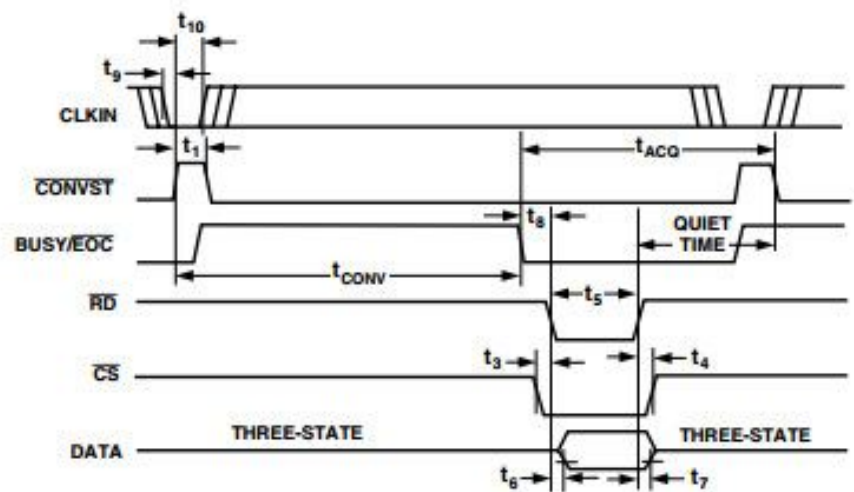 t10
t9
CLKIN
t1
tACQ
CONVST
t8
QUIET
TIME
BUSY/EOC
tCONV
RD
t5
t3
t4
CS
THREE-STATE
THREE-STATE
DATA
t6
t7